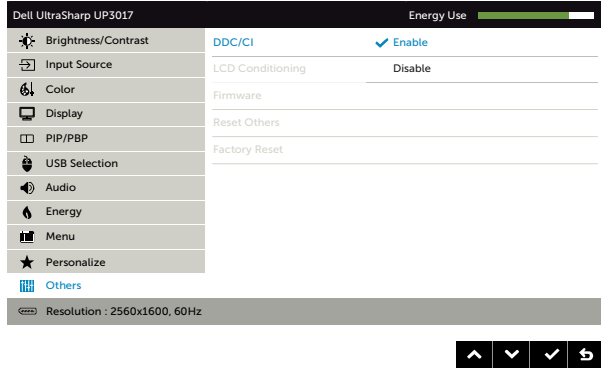 Dell UltraSharp UP3017 Energy Use
Brightness/Contrast
Input Source
Color
Display
PIP/PBP
USB Selection
Audio
Energy
Menu
Personalize
Others
DDC/CI
LCD Conditioning
Firmware
Reset Others
Factory Reset
Enable
Disable
Resolution : 2560x1600, 60Hz